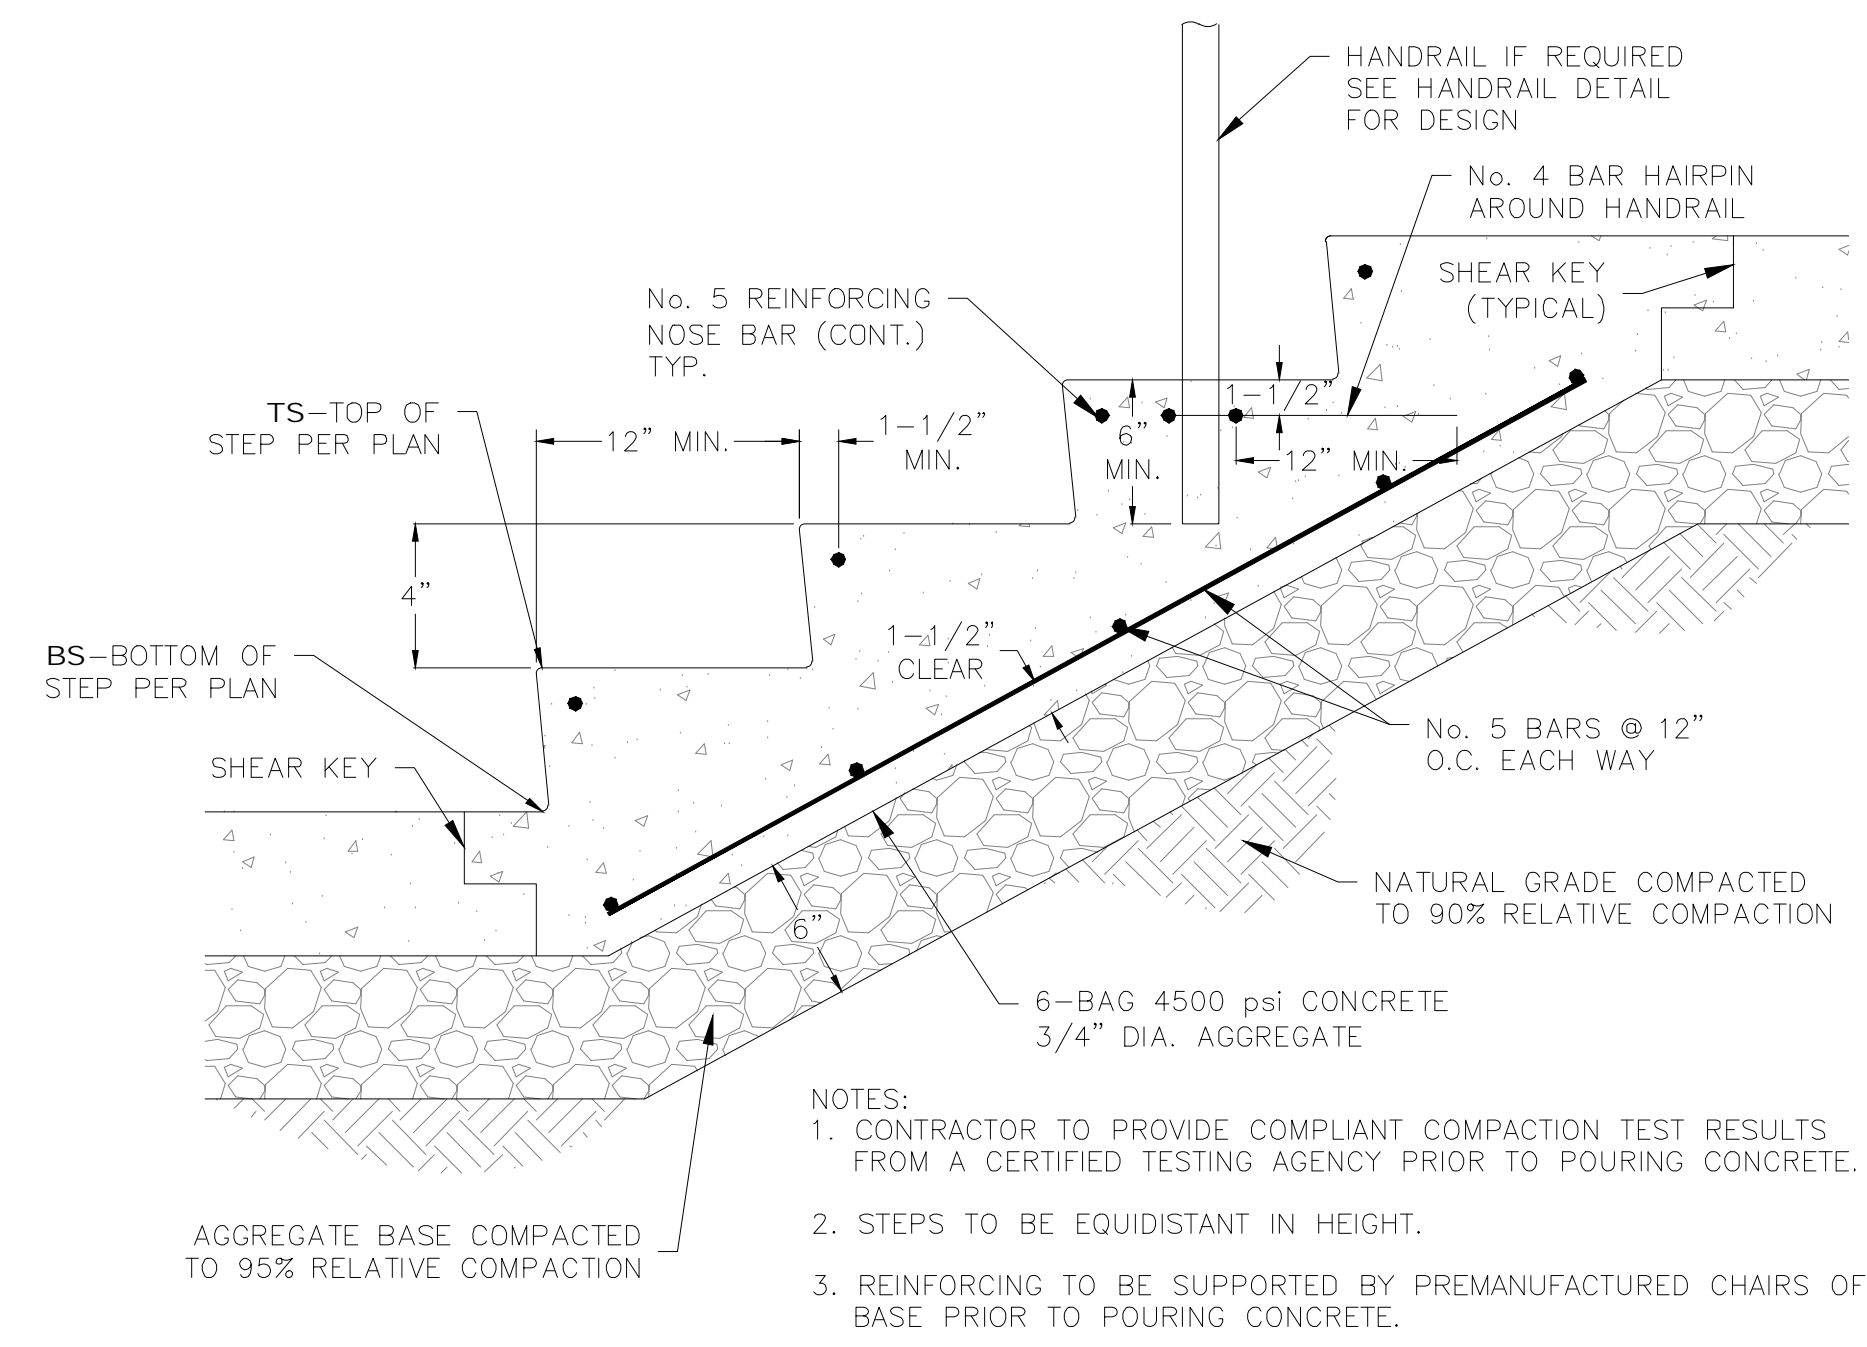 HANDRAIL IF REQUIRED
SEE HANDRAIL DETAIL
FOR DESIGN
No. 4 BAR HAIRPIN
AROUND HANDRAIL
SHEAR KEY
(TYPICAL)
No. 5 REINFORCING
NOSE BAR (CONT.)
TYP.
TS-TOP OF
STEP PER PLAN
12" MIN.
1-1/2"
MIN.
1-1/2"
6"
MIN.
12" MIN.
4"
BS-BOTTOM OF
STEP PER PLAN
1-1/2"
CLEAR
No. 5 BARS @ 12"
O.C. EACH WAY
SHEAR KEY
NATURAL GRADE COMPACTED
TO 90% RELATIVE COMPACTION
6"
6-BAG 4500 psi CONCRETE
3/4" DIA. AGGREGATE
AGGREGATE BASE COMPACTED
TO 95% RELATIVE COMPACTION
NOTES:
1. CONTRACTOR TO PROVIDE COMPLIANT COMPACTION TEST RESULTS
FROM A CERTIFIED TESTING AGENCY PRIOR TO POURING CONCRETE.
2. STEPS TO BE EQUIDISTANT IN HEIGHT.
3. REINFORCING TO BE SUPPORTED BY PREMANUFACTURED CHAIRS OF
BASE PRIOR TO POURING CONCRETE.